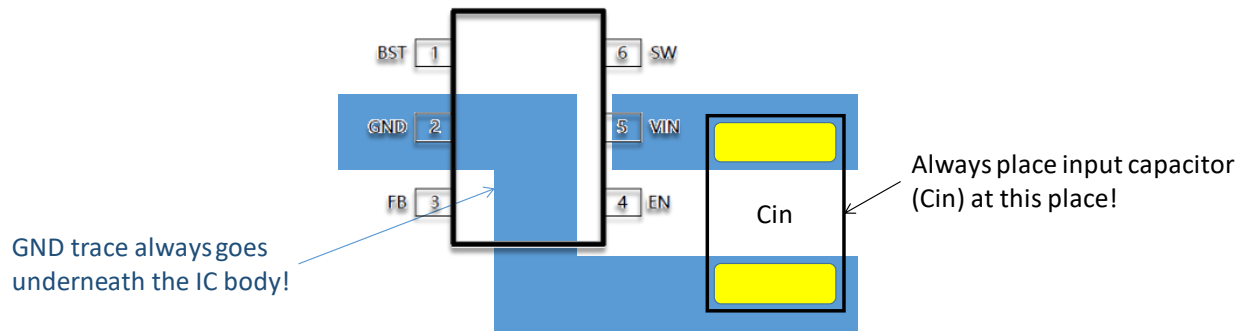 BST 1
6 SW
GND 2
5 VIN
FB 3
4 EN
Cin
Always place input capacitor
(Cin) at this place!
GND trace always goes
underneath the IC body!